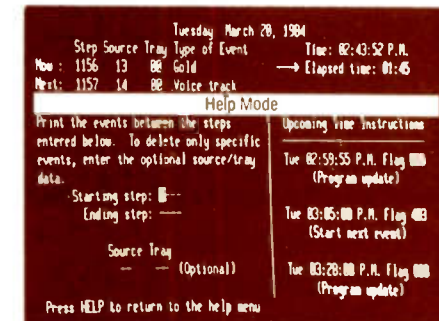 Tuesday March 20, 1984
Step Source Tray Type of Event
Time: 02:43:52 P.M.
Now : 1156 13 00 Gold
→ Elapsed time: 01:45
Next: 1157 14 00 Voice track
Help Mode
Print the events between the steps
entered below. To delete only specific
events, enter the optional source/tray
data.
Starting step: ---
Ending step: ----
Source Tray
-- -- (Optional)
Press HELP to return to the help menu
Upcoming Time Instructions
Tue 02:59:55 P.M. Flag
(Program update)
Tue 03:05:00 P.M. Flag
(Start next event)
Tue 03:28:00 P.M. Flag
(Program update)